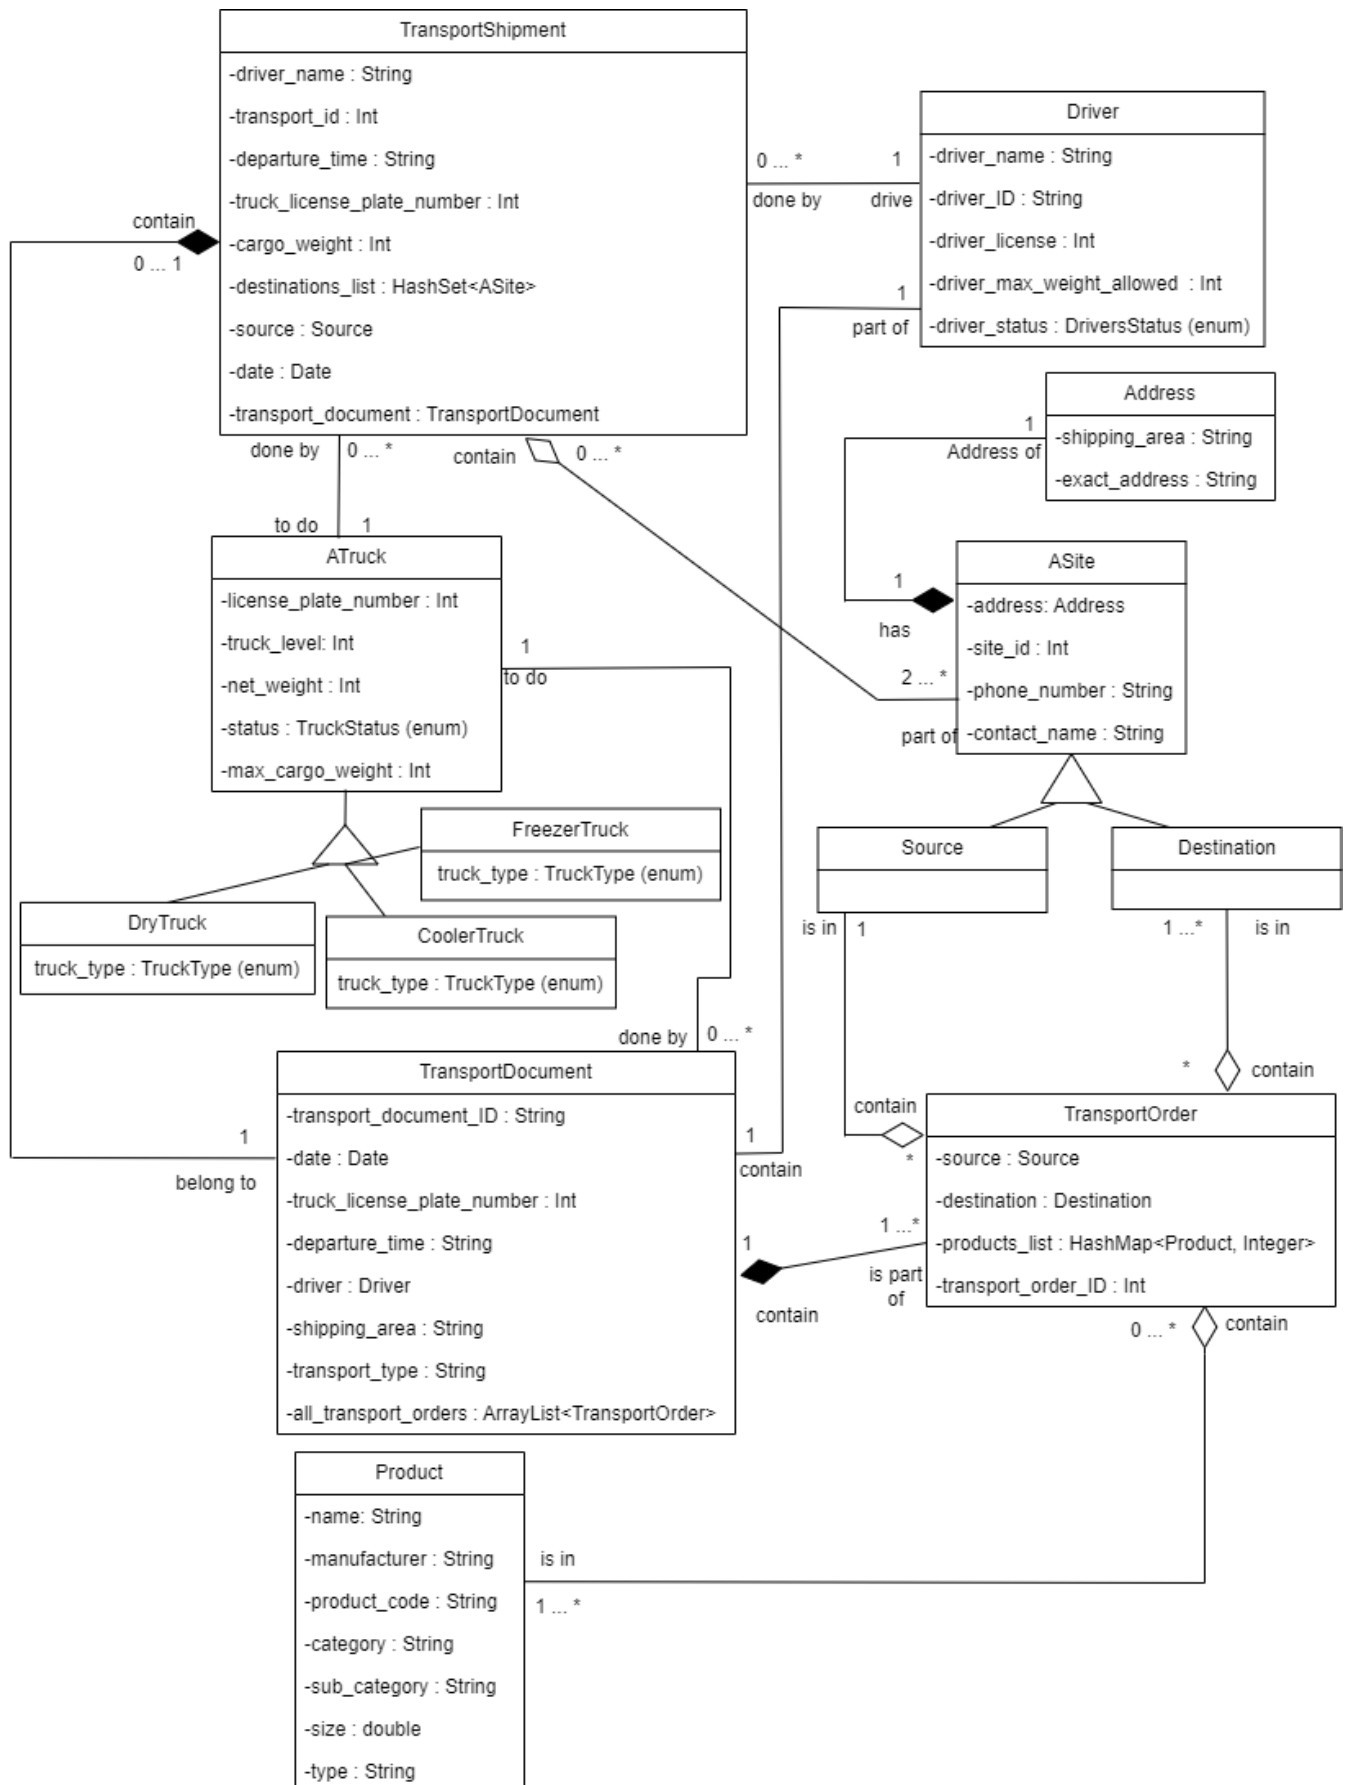 TransportShipment
-driver_name : String
-transport_id : Int
-departure_time : String
-truck_license_plate_number : Int
-cargo_weight : Int
-destinations_list : HashSet<ASite>
-source : Source
-date : Date
-transport_document : TransportDocument
contain
0 ... 1
0 ... *
done by
1
drive
Driver
-driver_name : String
-driver_ID : String
-driver_license : Int
-driver_max_weight_allowed : Int
-driver_status : DriversStatus (enum)
1
part of
Address
-shipping_area : String
-exact_address : String
1
Address of
done by
0 ... *
contain
0 ... *
to do
1
ATruck
-license_plate_number : Int
-truck_level: Int
-net_weight : Int
-status : TruckStatus (enum)
-max_cargo_weight : Int
1
to do
ASite
-address: Address
-site_id : Int
-phone_number : String
-contact_name : String
1
has
2 ... *
part of
FreezerTruck
truck_type : TruckType (enum)
DryTruck
truck_type : TruckType (enum)
CoolerTruck
truck_type : TruckType (enum)
Source
Destination
is in
1
1 ...*
is in
done by
0 ... *
TransportDocument
-transport_document_ID : String
-date : Date
-truck_license_plate_number : Int
-departure_time : String
-driver : Driver
-shipping_area : String
-transport_type : String
-all_transport_orders : ArrayList<TransportOrder>
1
belong to
1
contain
contain
*
*
contain
TransportOrder
-source : Source
-destination : Destination
-products_list : HashMap<Product, Integer>
-transport_order_ID : Int
1
contain
1 ...*
is part
of
0 ... *
contain
Product
-name: String
-manufacturer : String
-product_code : String
-category : String
-sub_category : String
-size : double
-type : String
is in
1 ... *